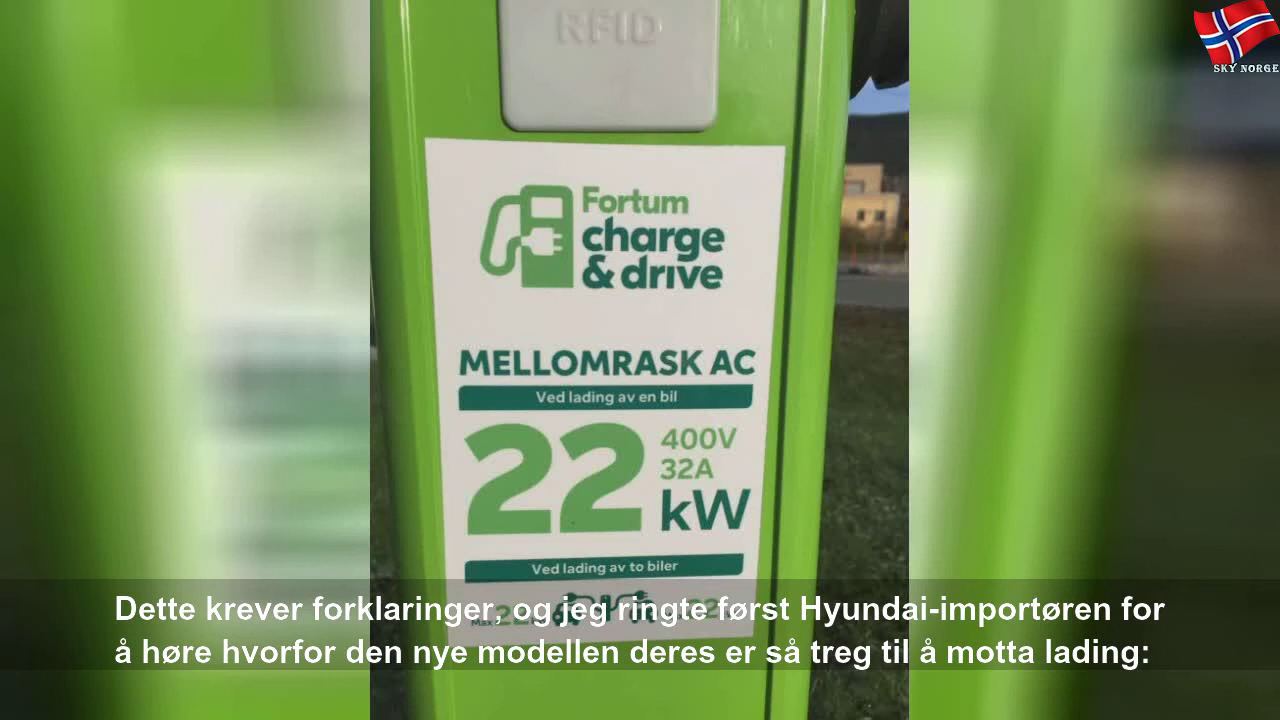 RFID
SKY NORGE
Fortum
charge
& drive
MELLOMRASK AC
Ved lading av en bil
22
400V
32A
kW
Ved lading av to biler
Dette krever forklaringer, og jeg ringte først Hyundai-importøren for
å høre hvorfor den nye modellen deres er så treg til å motta lading: